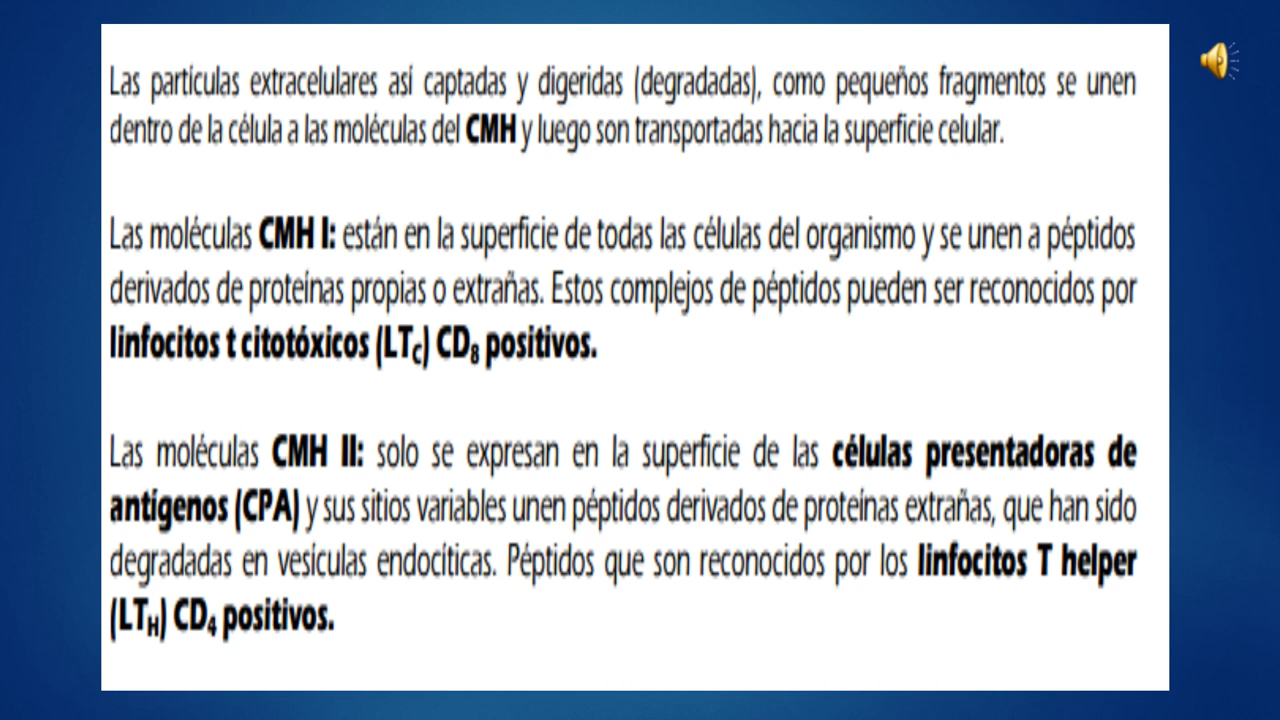 Las partículas extracelulares así captadas y digeridas (degradadas), como pequeños fragmentos se unen
dentro de la célula a las moléculas del CMH y luego son transportadas hacia la superficie celular.
Las moléculas CMH I: están en la superficie de todas las células del organismo y se unen a péptidos
derivados de proteínas propias o extrañas. Estos complejos de péptidos pueden ser reconocidos por
linfocitos t citotóxicos (LTC) CD8 positivos.
Las moléculas CMH II: solo se expresan en la superficie de las células presentadoras de
antígenos (CPA) y sus sitios variables unen péptidos derivados de proteínas extrañas, que han sido
degradadas en vesículas endocíticas. Péptidos que son reconocidos por los linfocitos T helper
(LTH) CD4 positivos.